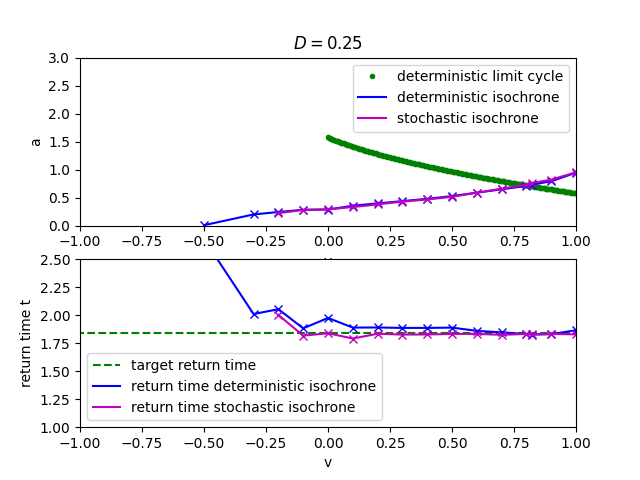 D = 0.25
3.0
2.5
2.0
1.5
1.0
0.5
0.0
a
deterministic limit cycle
deterministic isochrone
stochastic isochrone
−1.00 −0.75 −0.50 −0.25 0.00 0.25 0.50 0.75 1.00
2.50
2.25
2.00
1.75
1.50
1.25
1.00
return time t
target return time
return time deterministic isochrone
return time stochastic isochrone
−1.00 −0.75 −0.50 −0.25 0.00 0.25 0.50 0.75 1.00
v